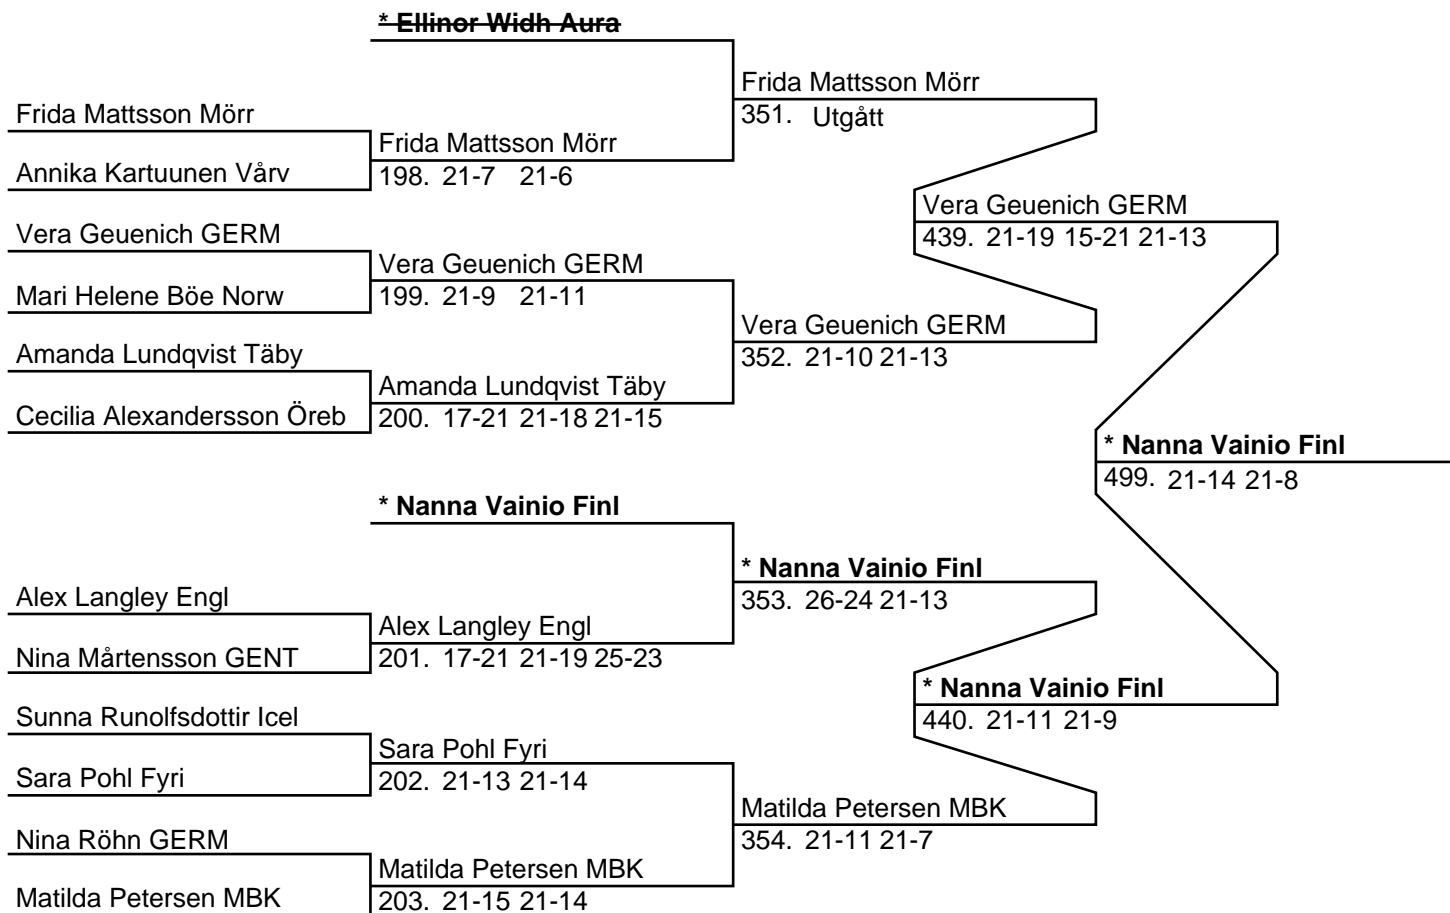 * Ellinor Widh Aura
Frida Mattsson Mörr
351. Utgått
Frida Mattsson Mörr
Frida Mattsson Mörr
198. 21-7 21-6
Annika Kartuunen Vårv
Vera Geuenich GERM
439. 21-19 15-21 21-13
Vera Geuenich GERM
Vera Geuenich GERM
199. 21-9 21-11
Mari Helene Böe Norw
Vera Geuenich GERM
352. 21-10 21-13
Amanda Lundqvist Täby
Amanda Lundqvist Täby
200. 17-21 21-18 21-15
Cecilia Alexandersson Öreb
* Nanna Vainio Finl
499. 21-14 21-8
* Nanna Vainio Finl
* Nanna Vainio Finl
353. 26-24 21-13
Alex Langley Engl
Alex Langley Engl
201. 17-21 21-19 25-23
Nina Mårtensson GENT
* Nanna Vainio Finl
440. 21-11 21-9
Sunna Runolfsdottir Icel
Sara Pohl Fyri
202. 21-13 21-14
Sara Pohl Fyri
Matilda Petersen MBK
354. 21-11 21-7
Nina Röhn GERM
Matilda Petersen MBK
203. 21-15 21-14
Matilda Petersen MBK